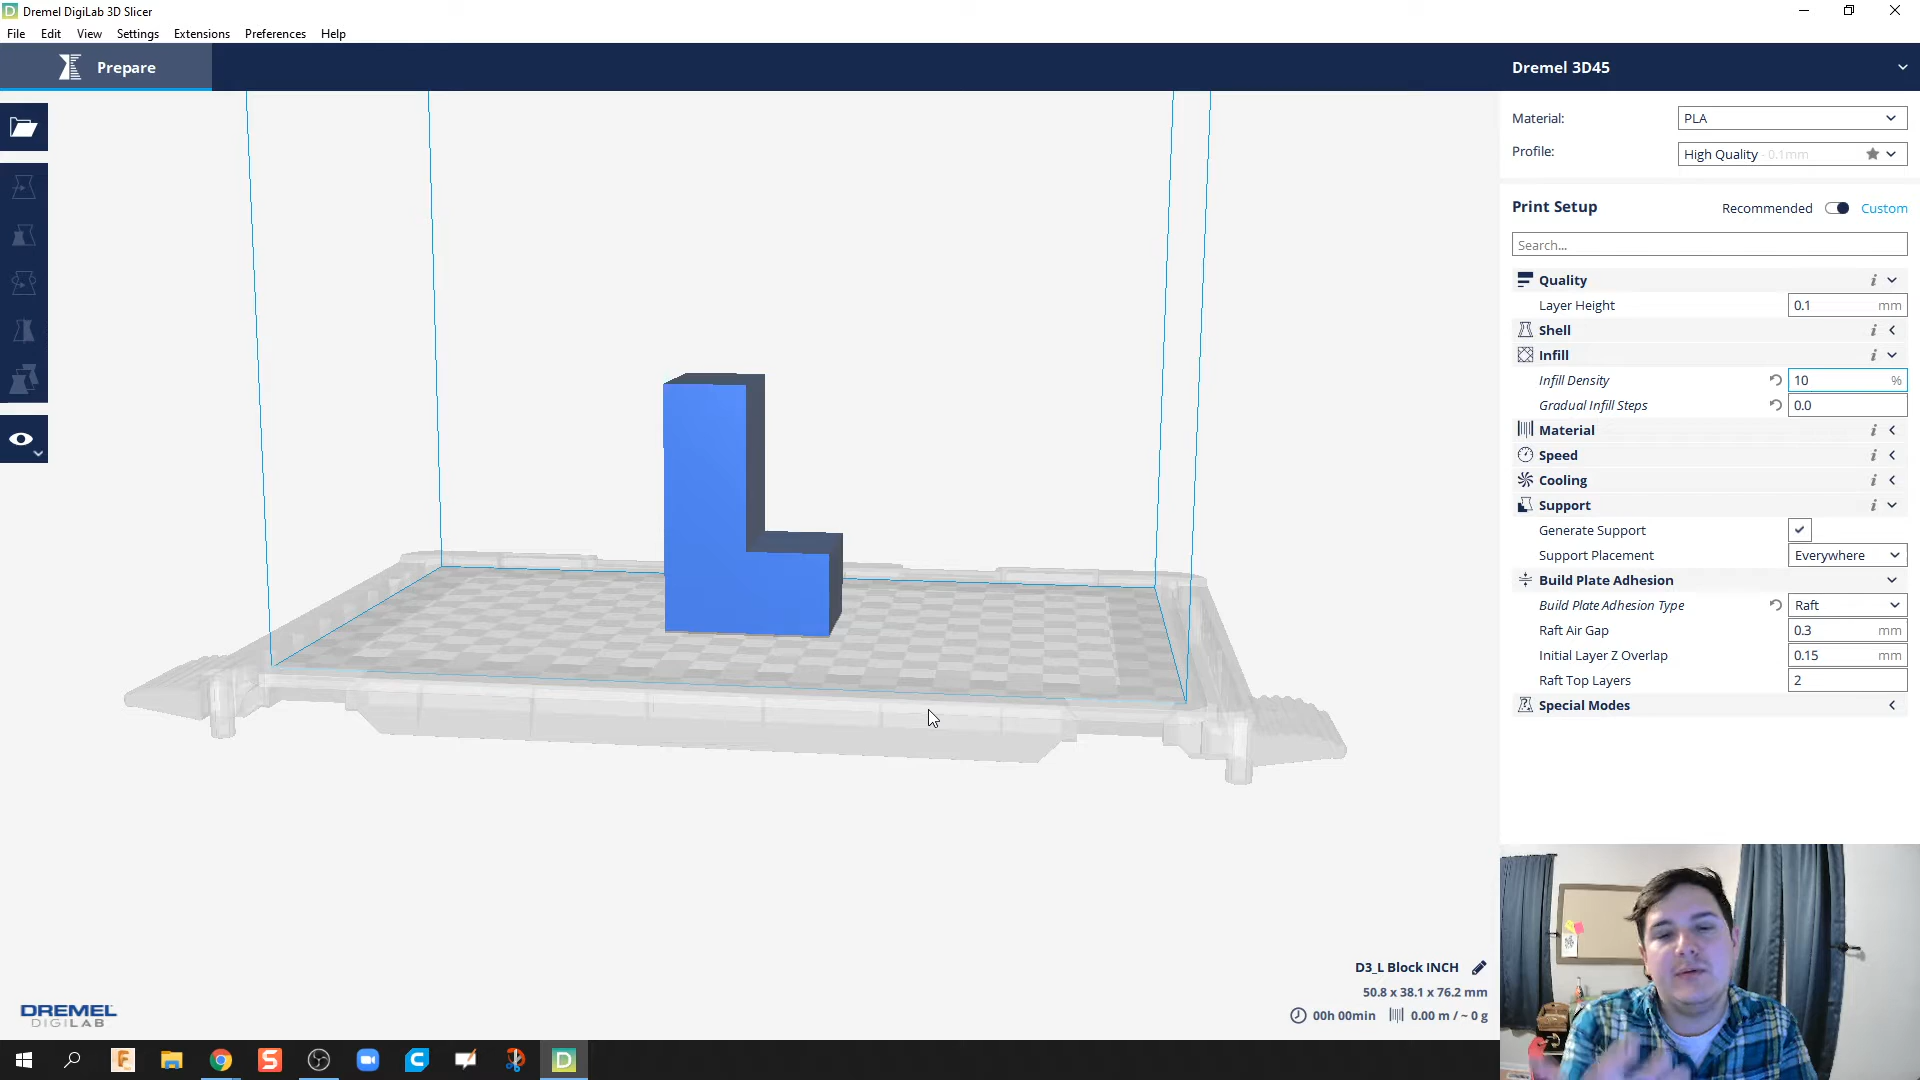 Dremel DigiLab 3D Slicer
File Edit View Settings Extensions Preferences Help
Prepare
Dremel 3D45
Material: PLA
Profile: High Quality - 0.1mm
Print Setup Recommended Custom
Search...
Quality i
Layer Height 0.1 mm
Shell i
Infill i
Infill Density 10 %
Gradual Infill Steps 0.0
Material i
Speed i
Cooling i
Support i
Generate Support
Support Placement Everywhere
Build Plate Adhesion
Build Plate Adhesion Type Raft
Raft Air Gap 0.3 mm
Initial Layer Z Overlap 0.15 mm
Raft Top Layers 2
Special Modes
D3_L Block INCH
50.8 x 38.1 x 76.2 mm
00h 00min 0.00 m / ~ 0 g
DREMEL
DIGILAB